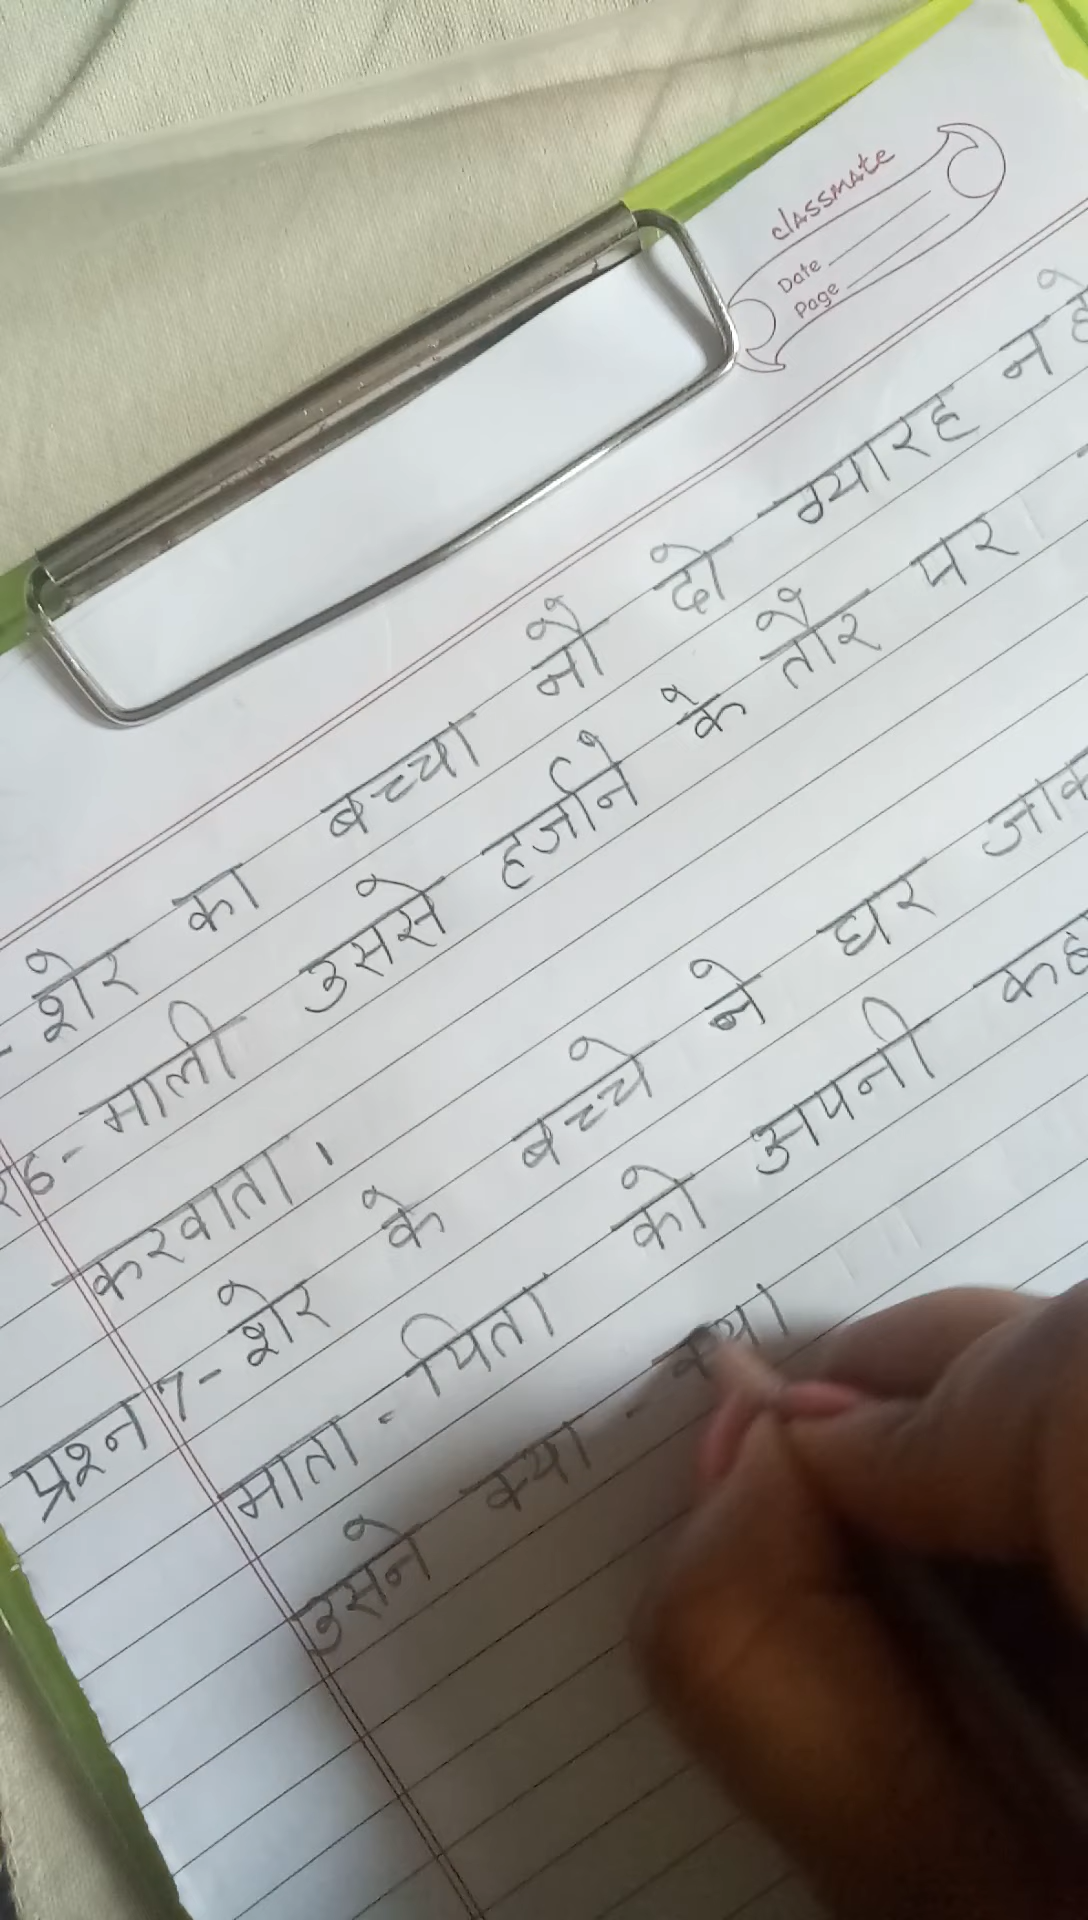 classmate
Date
Page
- शेर का बच्चा नौ दो ग्यारह न
6- माली उससे हर्जाने के तौर पर
करवाता ।
प्रश्न 7- शेर के बच्चे ने घर
माता - पिता को अपनी
उसने क्या - क्या